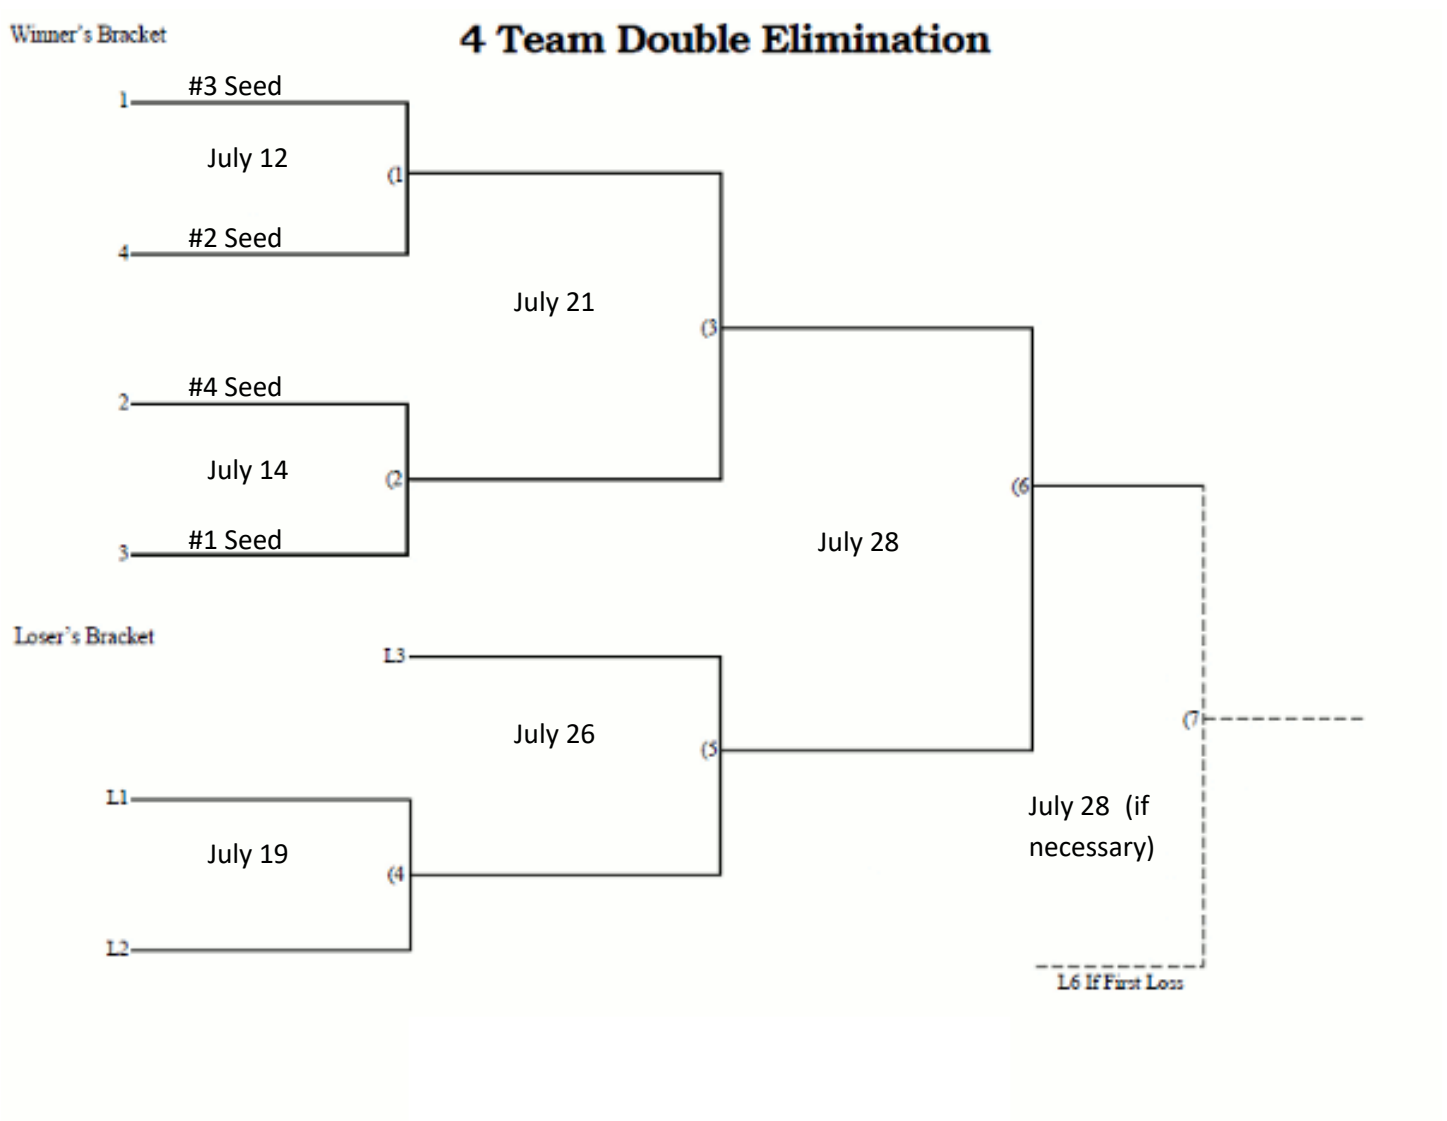 Winner's Bracket
4 Team Double Elimination
#3 Seed
1
July 12
(1
#2 Seed
4
July 21
(3
#4 Seed
2
July 14
(2
(6
#1 Seed
3
July 28
Loser's Bracket
L3
July 26
(5
(7
L1
July 28 (if
necessary)
July 19
(4
L2
L6 If First Loss